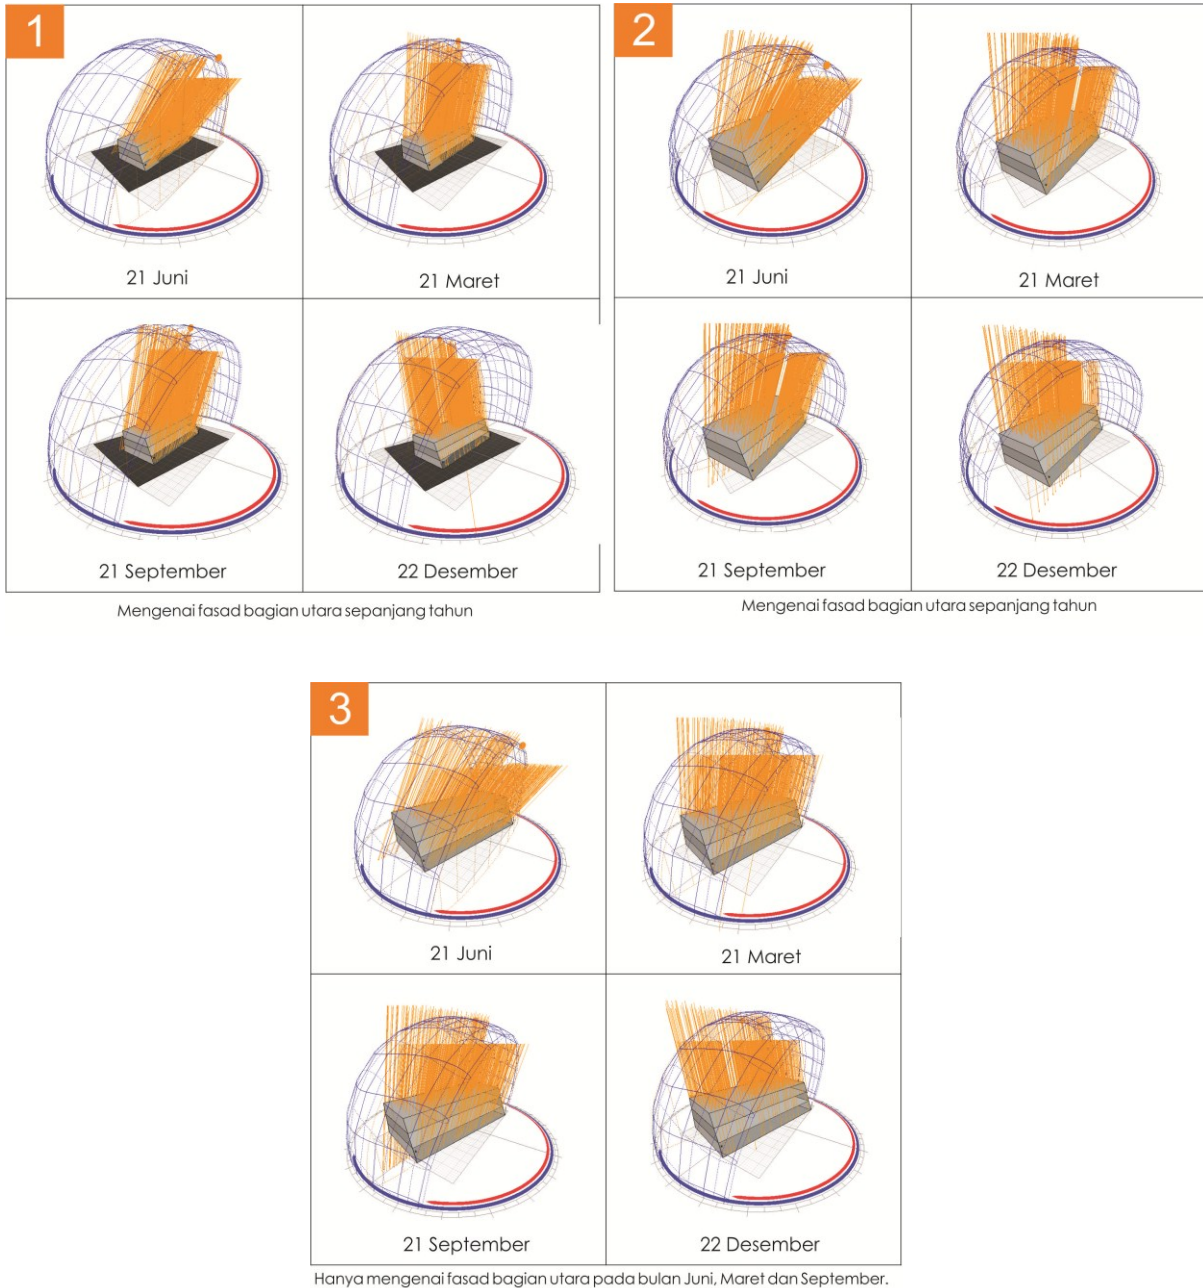 1
21 Juni
21 Maret
21 September
22 Desember
Mengenai fasad bagian utara sepanjang tahun
2
21 Juni
21 Maret
21 September
22 Desember
Mengenai fasad bagian utara sepanjang tahun
3
21 Juni
21 Maret
21 September
22 Desember
Hanya mengenai fasad bagian utara pada bulan Juni, Maret dan September.